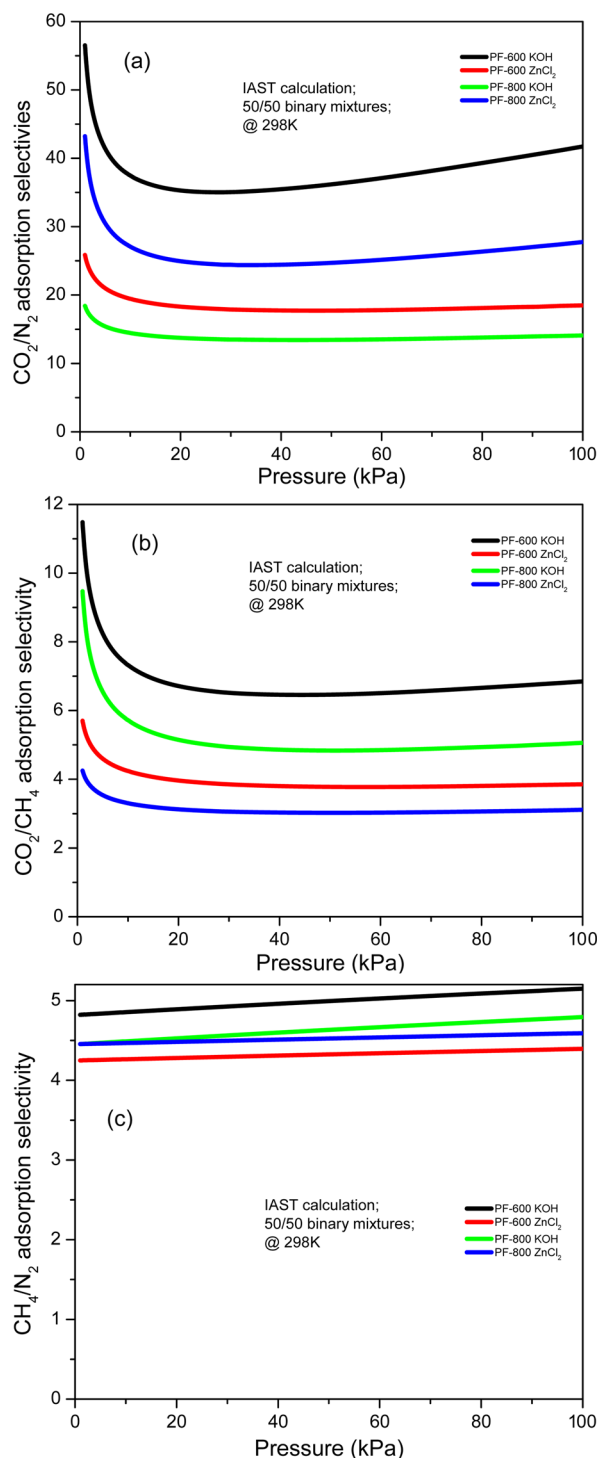 60
50
40
30
20
10
0
CO₂/N₂ adsorption selectivies
(a)
IAST calculation;
50/50 binary mixtures;
@ 298K
PF-600 KOH
PF-600 ZnCl₂
PF-800 KOH
PF-800 ZnCl₂
0 20 40 60 80 100
Pressure (kPa)
12
10
8
6
4
2
0
CO₂/CH₄ adsorption selectivity
(b)
IAST calculation;
50/50 binary mixtures;
@ 298K
PF-600 KOH
PF-600 ZnCl₂
PF-800 KOH
PF-800 ZnCl₂
0 20 40 60 80 100
Pressure (kPa)
5
4
3
2
1
0
CH₄/N₂ adsorption selectivity
(c)
IAST calculation;
50/50 binary mixtures;
@ 298K
PF-600 KOH
PF-600 ZnCl₂
PF-800 KOH
PF-800 ZnCl₂
0 20 40 60 80 100
Pressure (kPa)